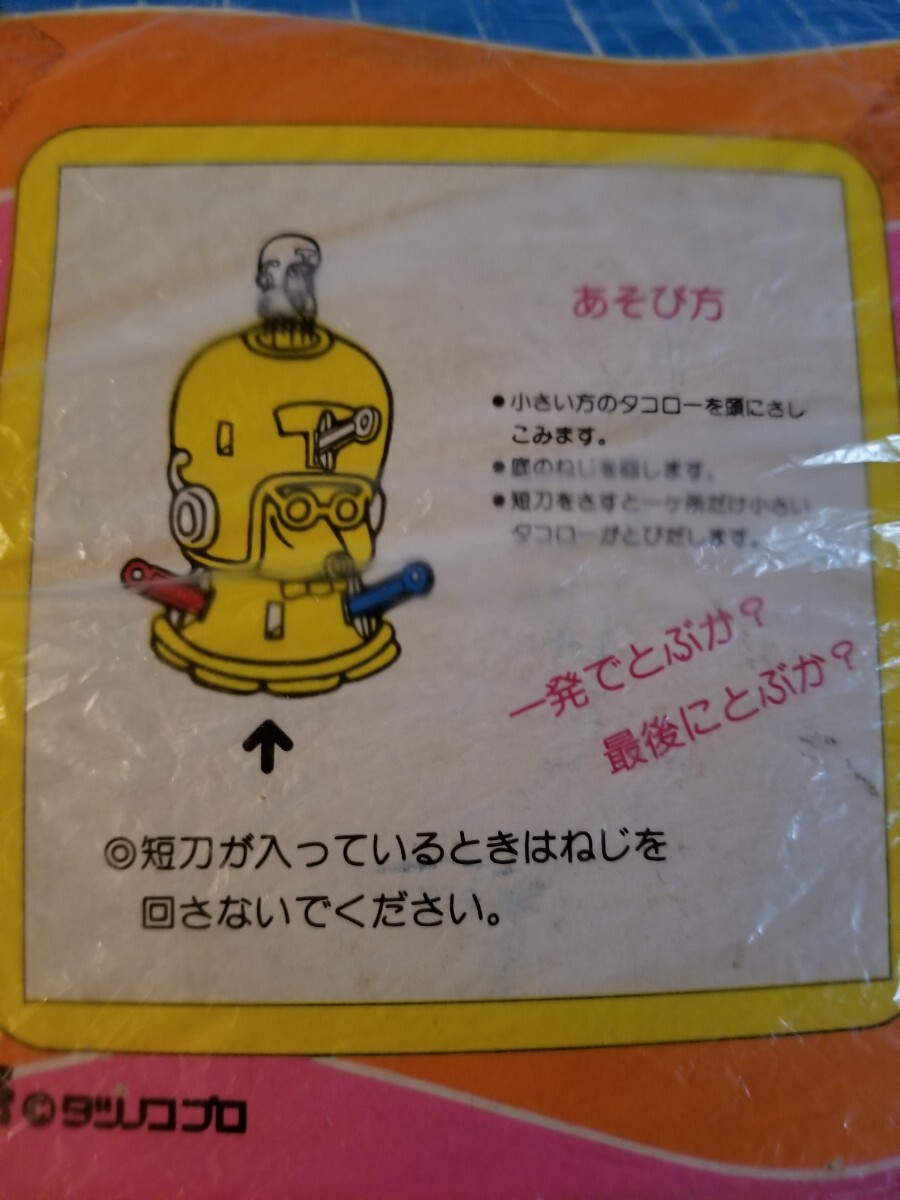 あそび方
●小さい方のタコローを頭にさし
こみます。
●底のねじを回します。
●短刀をさすと一ヶ所だけ小さい
タコローがとびだします。
一発でとぶか?
最後にとぶか?
◎短刀が入っているときはねじを
回さないでください。
©タツノコプロ